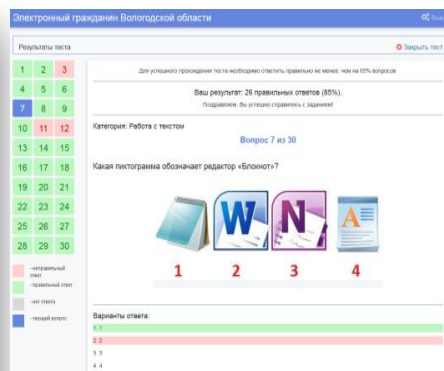 Электронный гражданин Вологодской области
Результаты теста
Закрыть тест
Для успешного прохождения теста необходимо ответить правильно не менее, чем на 65% вопросов
Ваш результат: 26 правильных ответов (85%).
Поздравляем, Вы успешно справились с заданием!
Категория: Работа с текстом
Вопрос 7 из 30
Какая пиктограмма обозначает редактор «Блокнот»?
1 2 3
4 5 6
7 8 9
10 11 12
13 14 15
16 17 18
19 20 21
22 23 24
25 26 27
28 29 30
- неправильный
ответ
- правильный ответ
- нет ответа
- текущий вопрос
W N A
1 2 3 4
Варианты ответа:
1. 1
2. 2
3. 3
4. 4